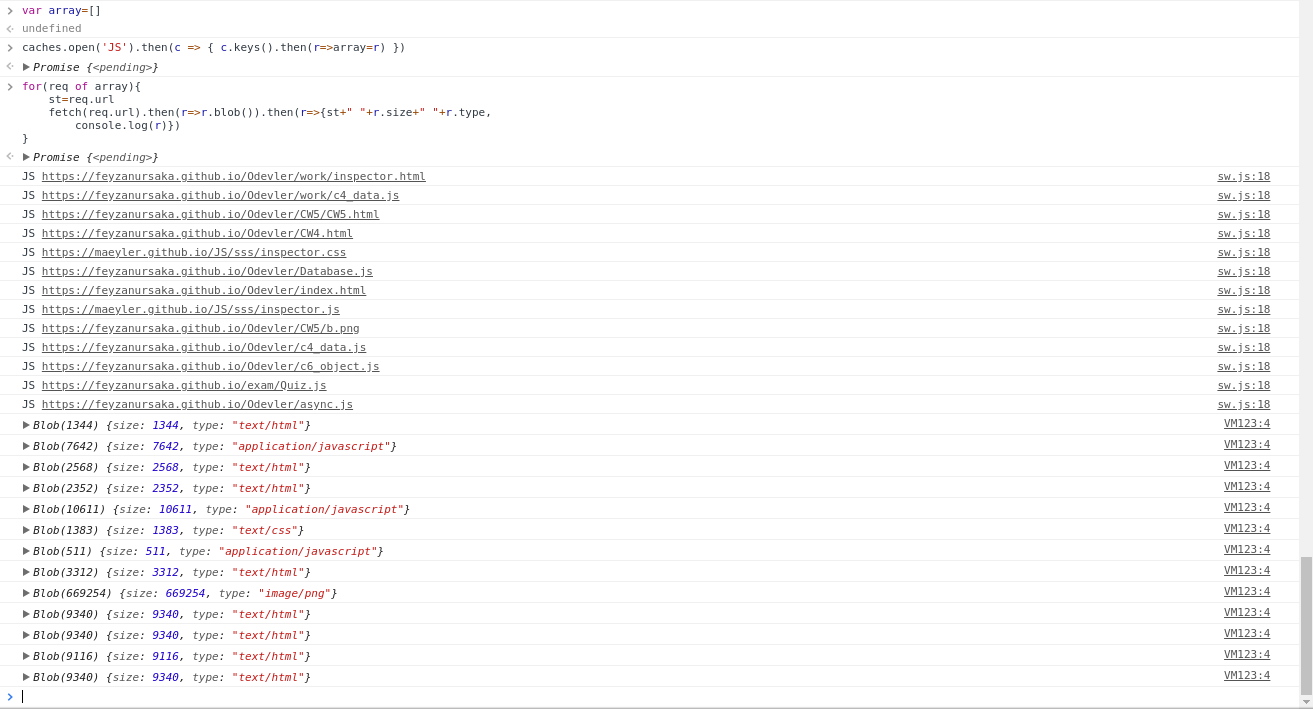 var array=[]
undefined
caches.open('JS').then(c => { c.keys().then(r=>array=r) })
Promise {<pending>}
for(req of array){
    st=req.url
    fetch(req.url).then(r=>r.blob()).then(r=>{st+" "+r.size+" "+r.type,
        console.log(r)})
}
Promise {<pending>}
JS https://feyzanursaka.github.io/Odevler/work/inspector.html sw.js:18
JS https://feyzanursaka.github.io/Odevler/work/c4_data.js sw.js:18
JS https://feyzanursaka.github.io/Odevler/CW5/CW5.html sw.js:18
JS https://feyzanursaka.github.io/Odevler/CW4.html sw.js:18
JS https://maeyler.github.io/JS/sss/inspector.css sw.js:18
JS https://feyzanursaka.github.io/Odevler/Database.js sw.js:18
JS https://feyzanursaka.github.io/Odevler/index.html sw.js:18
JS https://maeyler.github.io/JS/sss/inspector.js sw.js:18
JS https://feyzanursaka.github.io/Odevler/CW5/b.png sw.js:18
JS https://feyzanursaka.github.io/Odevler/c4_data.js sw.js:18
JS https://feyzanursaka.github.io/Odevler/c6_object.js sw.js:18
JS https://feyzanursaka.github.io/exam/Quiz.js sw.js:18
JS https://feyzanursaka.github.io/Odevler/async.js sw.js:18
Blob(1344) {size: 1344, type: "text/html"} VM123:4
Blob(7642) {size: 7642, type: "application/javascript"} VM123:4
Blob(2568) {size: 2568, type: "text/html"} VM123:4
Blob(2352) {size: 2352, type: "text/html"} VM123:4
Blob(10611) {size: 10611, type: "application/javascript"} VM123:4
Blob(1383) {size: 1383, type: "text/css"} VM123:4
Blob(511) {size: 511, type: "application/javascript"} VM123:4
Blob(3312) {size: 3312, type: "text/html"} VM123:4
Blob(669254) {size: 669254, type: "image/png"} VM123:4
Blob(9340) {size: 9340, type: "text/html"} VM123:4
Blob(9340) {size: 9340, type: "text/html"} VM123:4
Blob(9116) {size: 9116, type: "text/html"} VM123:4
Blob(9340) {size: 9340, type: "text/html"} VM123:4